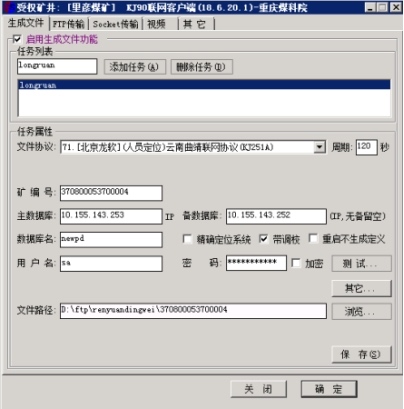 受权矿井: [里彦煤矿] KJ90联网客户端(18.6.20.1)-重庆煤科院
生成文件 FTP传输 Socket传输 视频 其 它
启用生成文件功能
任务列表
longruan 添加任务(A) 删除任务(D)
longruan
任务属性
文件协议: 71.[北京龙软](人员定位)云南曲靖联网协议(KJ251A) 周期: 120 秒
矿 编 号: 370800053700004
主数据库: 10.155.143.253 IP 备数据库: 10.155.143.252 (IP,无备留空)
数据库名: newpd 精确定位系统 带调校 重启不生成定义
用 户 名: sa 密 码: *********** 加密 测 试...
其它...
文件路径: D:\ftp\renyuandingwei\370800053700004 浏览...
保 存(S)
关 闭 确 定